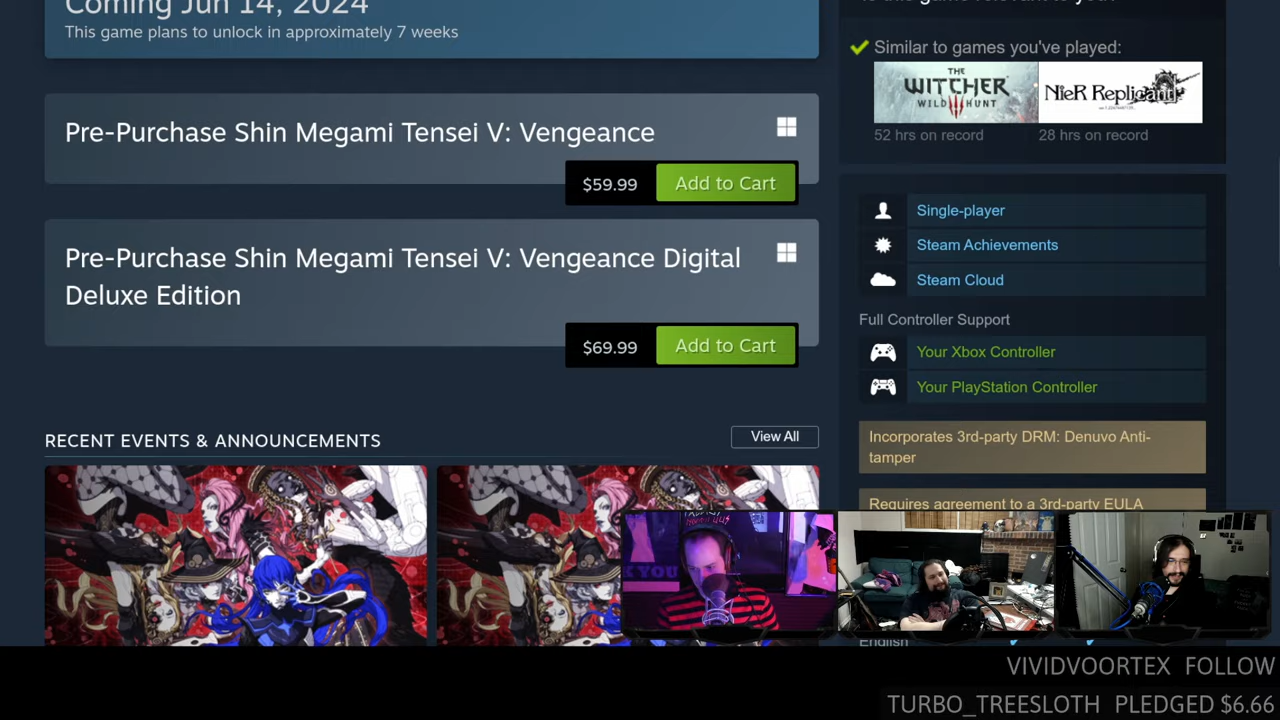 Coming Jun 14, 2024
This game plans to unlock in approximately 7 weeks
Pre-Purchase Shin Megami Tensei V: Vengeance
$59.99
Add to Cart
Pre-Purchase Shin Megami Tensei V: Vengeance Digital
Deluxe Edition
$69.99
Add to Cart
RECENT EVENTS & ANNOUNCEMENTS
View All
Similar to games you've played:
THE
WITCHER
WILD HUNT
NieR Replicant
52 hrs on record
28 hrs on record
Single-player
Steam Achievements
Steam Cloud
Full Controller Support
Your Xbox Controller
Your PlayStation Controller
Incorporates 3rd-party DRM: Denuvo Anti-
tamper
Requires agreement to a 3rd-party EULA
YOU
English
VIVIDVOORTEX FOLLOW
TURBO_TREESLOTH PLEDGED $6.66